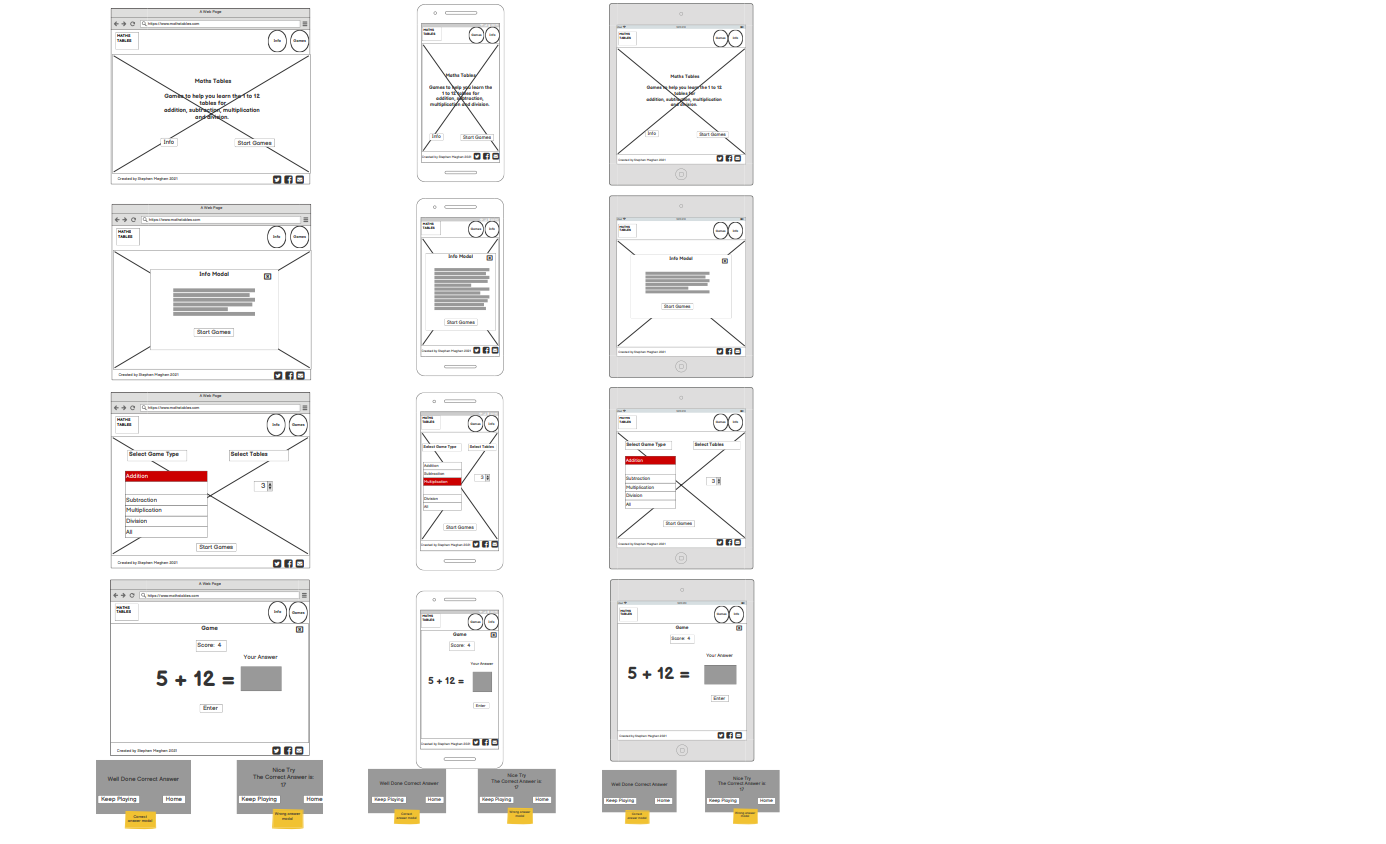 A Web Page
https://www.mathstables.com
MATHS
TABLES
Info
Games
Maths Tables
Games to help you learn the 1 to 12
tables for
addition, subtraction, multiplication
and division.
Info
Start Games
Created by Stephen Meghen 2021
MATHS
TABLES
Games
Info
Maths Tables
Games to help you learn the
1 to 12 tables for
addition, subtraction,
multiplication and division.
Info
Start Games
Created by Stephen Meghen 2021
MATHS
TABLES
Games
Info
Maths Tables
Games to help you learn the 1 to 12
tables for
addition, subtraction, multiplication
and division.
Info
Start Games
Created by Stephen Meghen 2021
A Web Page
https://www.mathstables.com
MATHS
TABLES
Info
Games
Info Modal
X
Start Games
Created by Stephen Meghen 2021
MATHS
TABLES
Games
Info
Info Modal
X
Start Games
Created by Stephen Meghen 2021
MATHS
TABLES
Games
Info
Info Modal
X
Start Games
Created by Stephen Meghen 2021
A Web Page
https://www.mathstables.com
MATHS
TABLES
Info
Games
Select Game Type
Select Tables
Addition
3
Subtraction
Multiplication
Division
All
Start Games
Created by Stephen Meghen 2021
MATHS
TABLES
Games
Info
Select Game Type
Select Tables
Addition
Subtraction
Multiplication
3
Division
All
Start Games
Created by Stephen Meghen 2021
MATHS
TABLES
Games
Info
Select Game Type
Select Tables
Addition
Subtraction
3
Multiplication
Division
All
Start Games
Created by Stephen Meghen 2021
A Web Page
https://www.mathstables.com
MATHS
TABLES
Info
Games
Game
X
Score: 4
Your Answer
5 + 12 =
Enter
Created by Stephen Meghen 2021
MATHS
TABLES
Games
Info
Game
X
Score: 4
Your Answer
5 + 12 =
Enter
Created by Stephen Meghen 2021
MATHS
TABLES
Games
Info
Game
X
Score: 4
Your Answer
5 + 12 =
Enter
Created by Stephen Meghen 2021
Well Done Correct Answer
Keep Playing
Home
Correct
answer modal
Nice Try
The Correct Answer is:
17
Keep Playing
Home
Wrong answer
modal
Well Done Correct Answer
Keep Playing
Home
Correct
answer modal
Nice Try
The Correct Answer is:
17
Keep Playing
Home
Wrong answer
modal
Well Done Correct Answer
Keep Playing
Home
Correct
answer modal
Nice Try
The Correct Answer is:
17
Keep Playing
Home
Wrong answer
modal